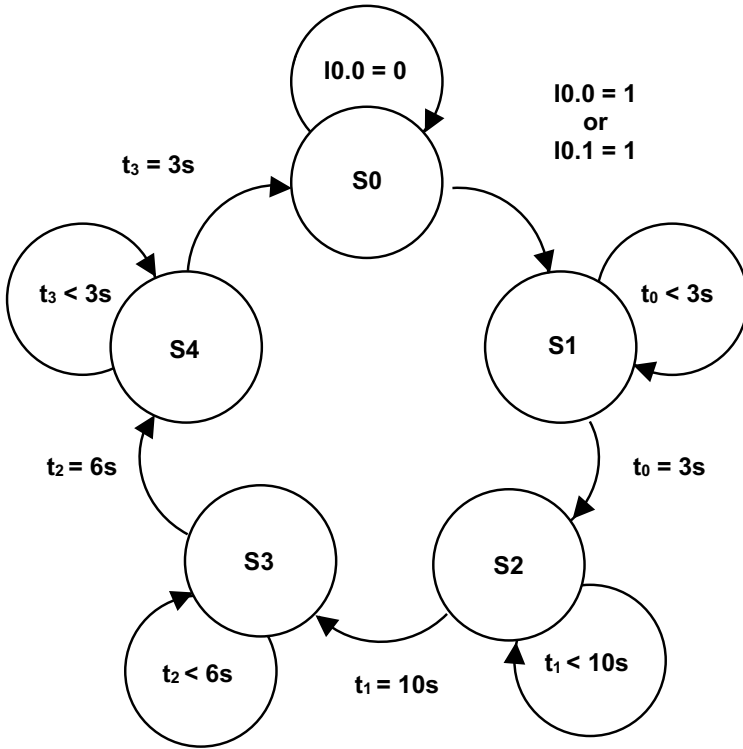 I0.0 = 0
I0.0 = 1
or
I0.1 = 1
t₃ = 3s
S0
t₃ < 3s
t₀ < 3s
S4
S1
t₂ = 6s
t₀ = 3s
S3
S2
t₂ < 6s
t₁ < 10s
t₁ = 10s